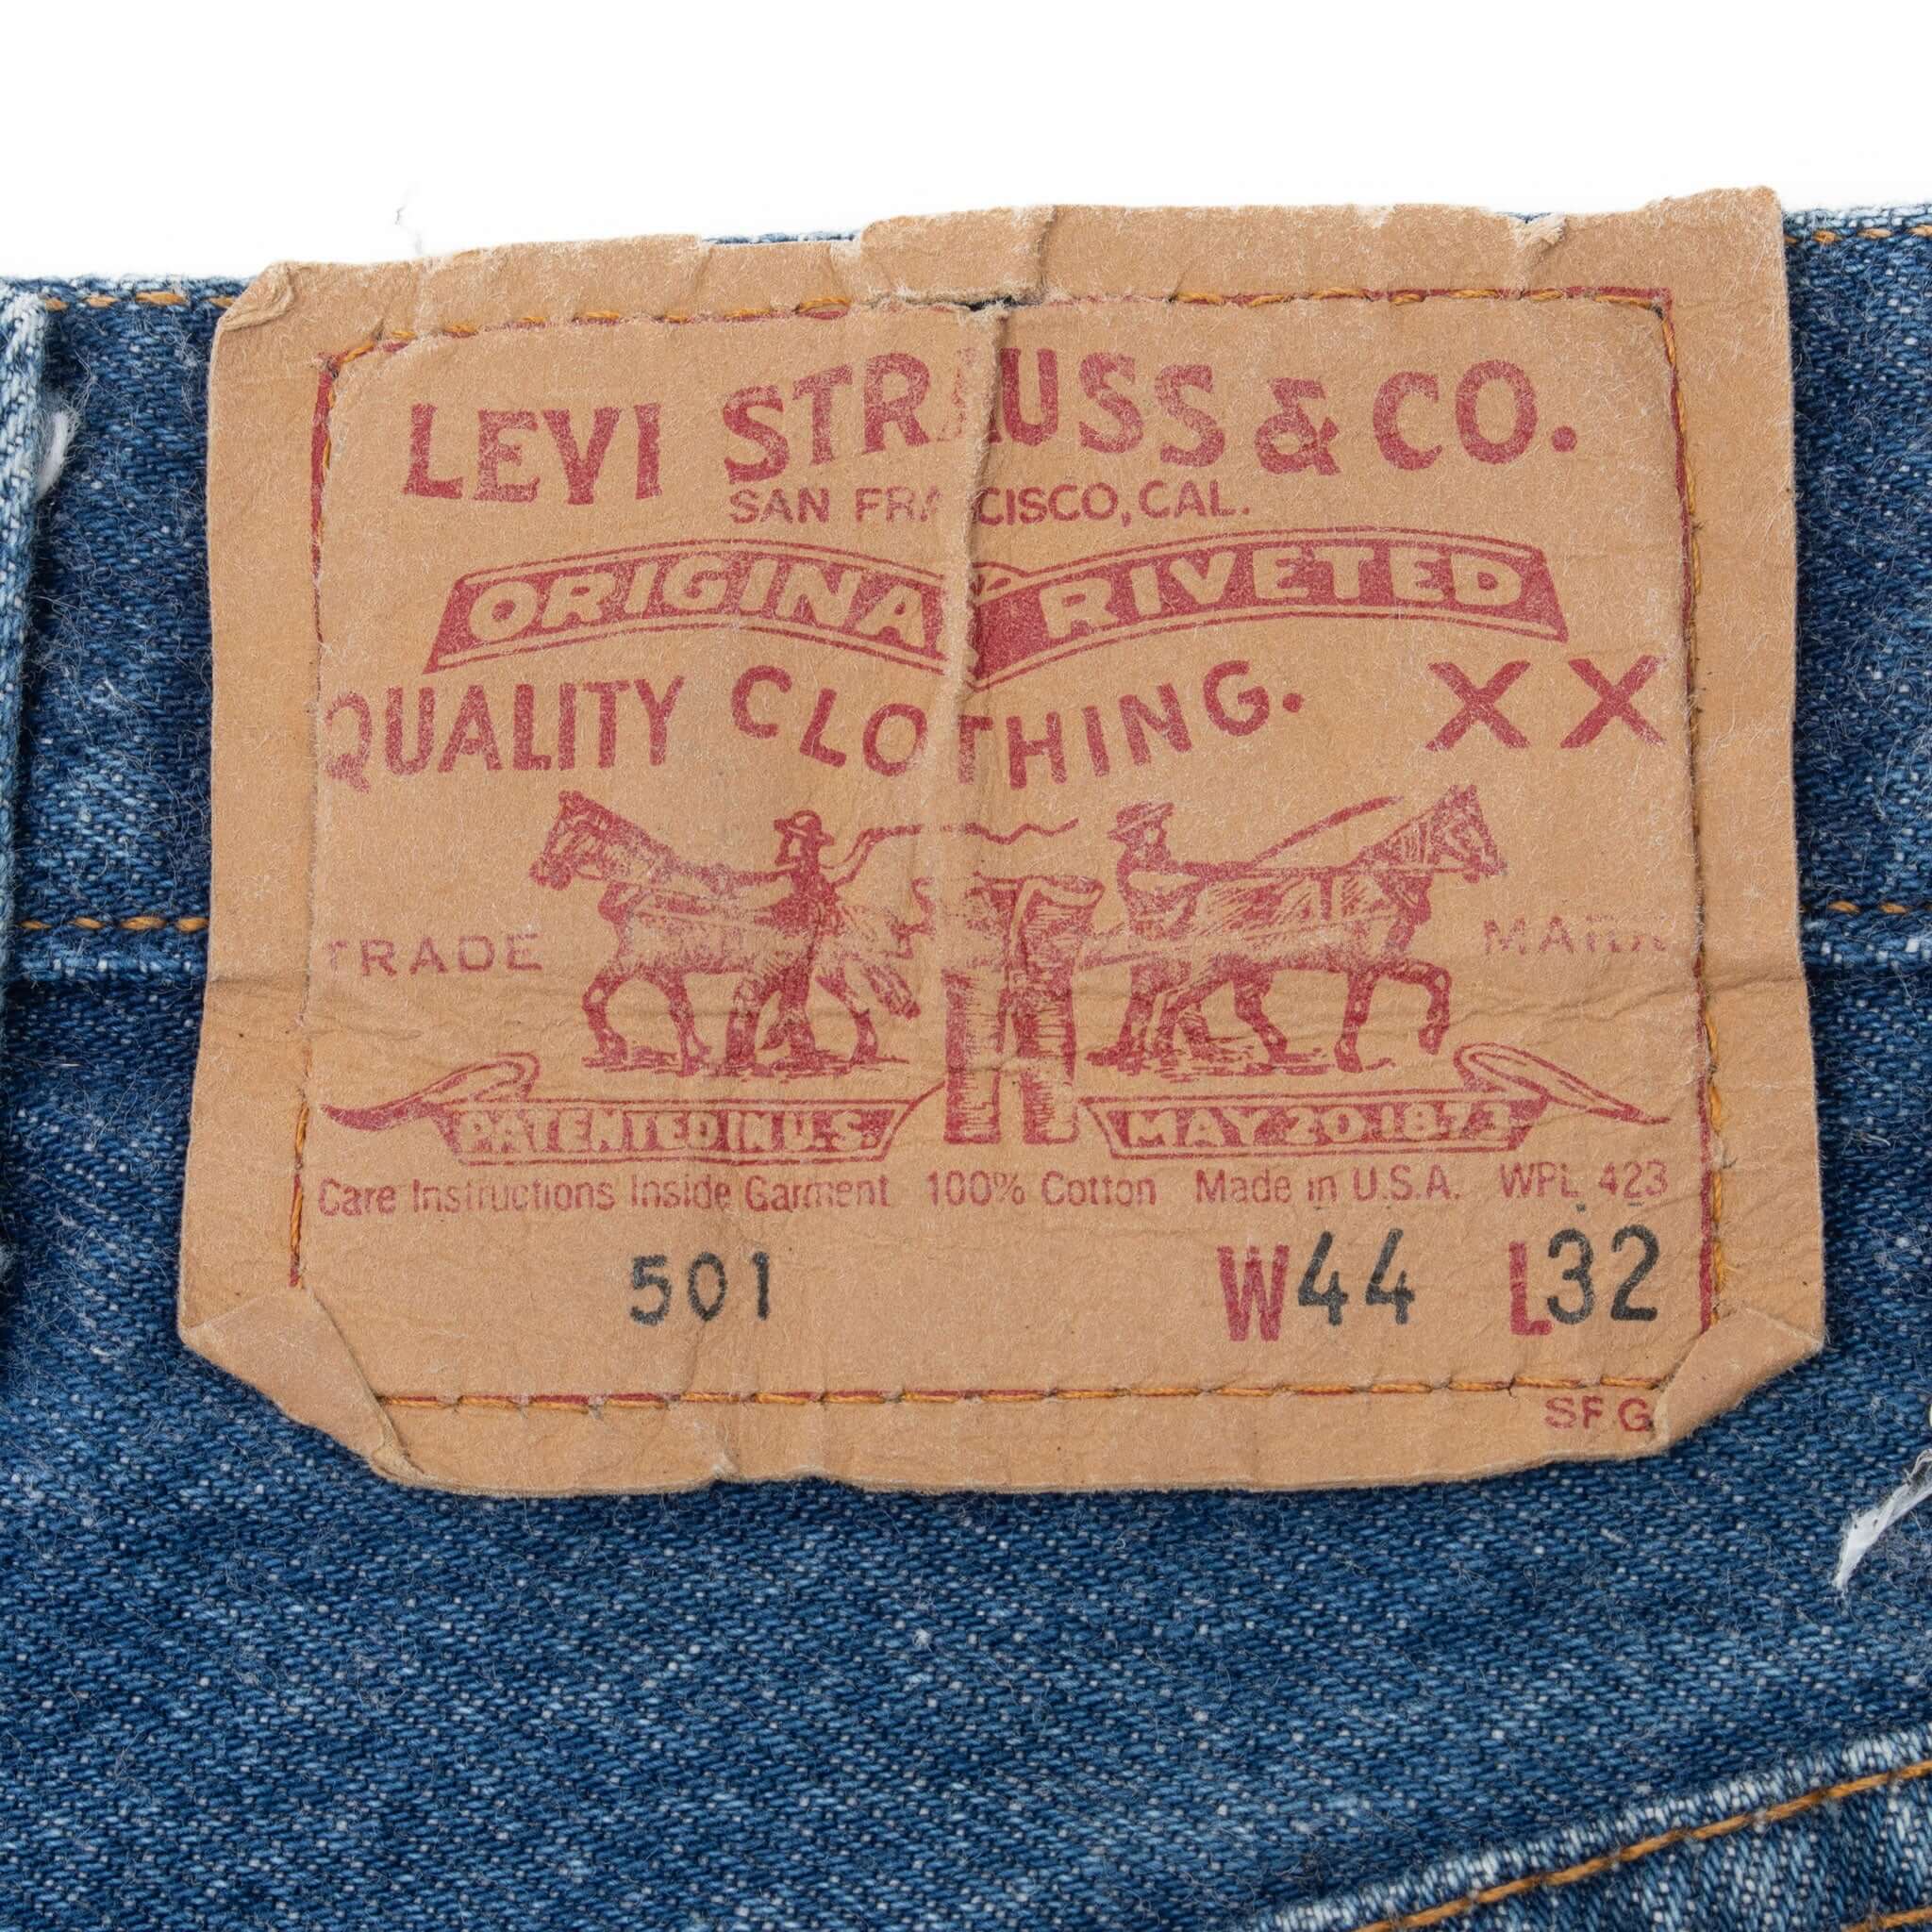 LEVI STRAUSS & CO.
SAN FRANCISCO, CAL.
ORIGINAL RIVETED
QUALITY CLOTHING. XX
TRADE MARK
PATENTED IN U.S. MAY 20 1873
Care Instructions Inside Garment 100% Cotton Made in U.S.A. WPL 423
501 W44 L32
SF G